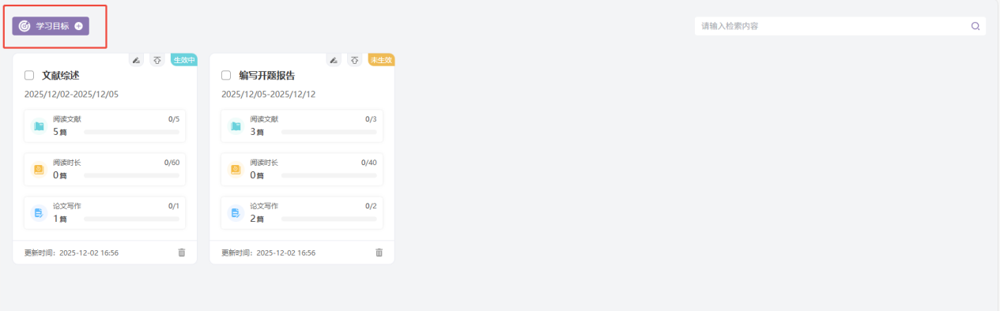 学习目标
请输入检索内容
生效中
文献综述
2025/12/02-2025/12/05
阅读文献 0/5
5篇
阅读时长 0/60
0篇
论文写作 0/1
1篇
更新时间：2025-12-02 16:56
未生效
编写开题报告
2025/12/05-2025/12/12
阅读文献 0/3
3篇
阅读时长 0/40
0篇
论文写作 0/2
2篇
更新时间：2025-12-02 16:56